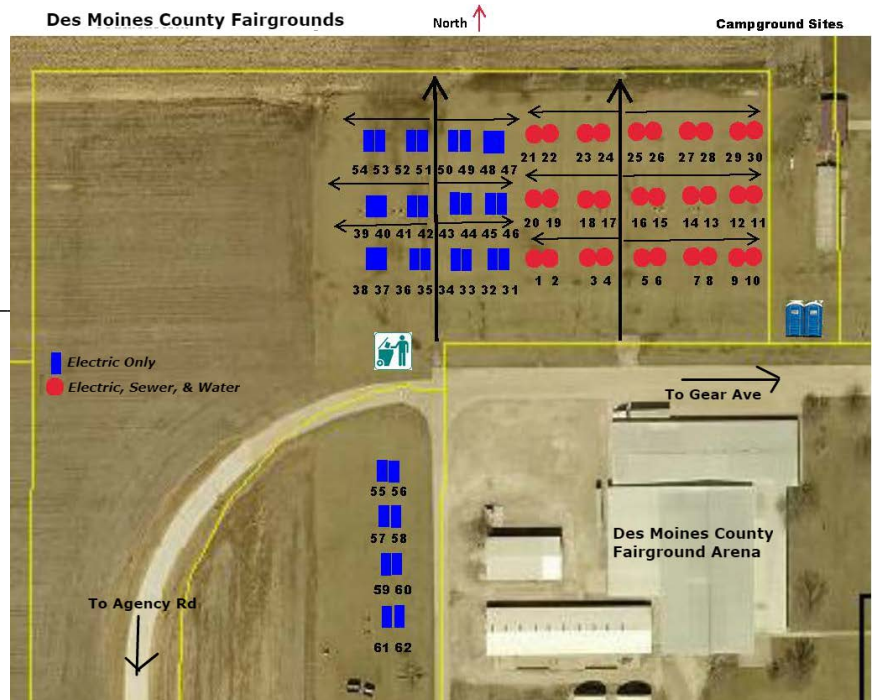 Des Moines County Fairgrounds
North
Campground Sites
21 22 23 24 25 26 27 28 29 30
54 53 52 51 50 49 48 47
20 19 18 17 16 15 14 13 12 11
39 40 41 42 43 44 45 46
1 2 3 4 5 6 7 8 9 10
38 37 36 35 34 33 32 31
Electric Only
Electric, Sewer, & Water
To Gear Ave
55 56
57 58
Des Moines County
Fairground Arena
59 60
To Agency Rd
61 62